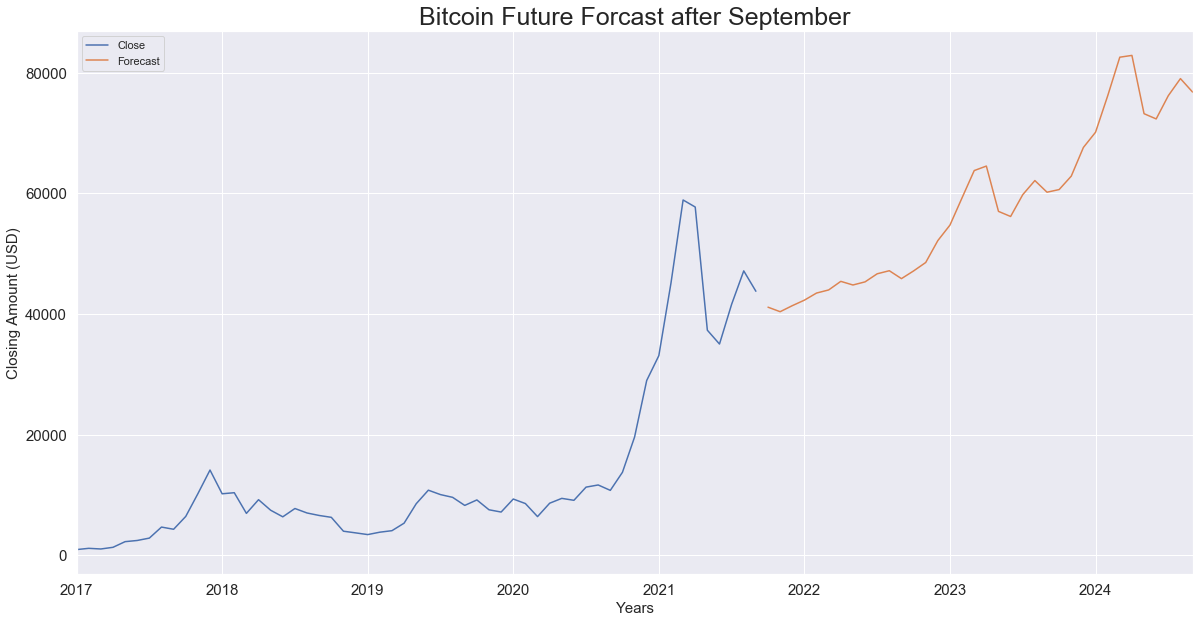 Bitcoin Future Forcast after September
Close
Forecast
80000
60000
40000
20000
0
Closing Amount (USD)
2017 2018 2019 2020 2021 2022 2023 2024
Years